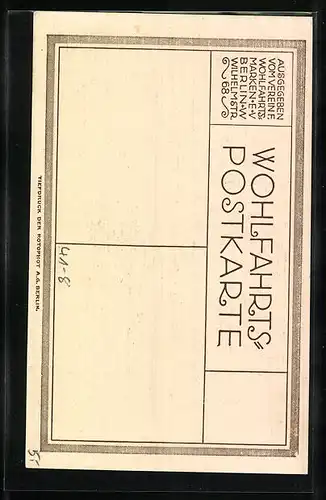 AUSGEGEBEN
VOM VEREIN F.
WOHLFAHRTS-
MARKEN·E·V
BERLIN·W
WILHELMSTR.
68
WOHLFAHRTS=
POSTKARTE
41-8
TIEFDRUCK DER ROTOPHOT A.G. BERLIN.